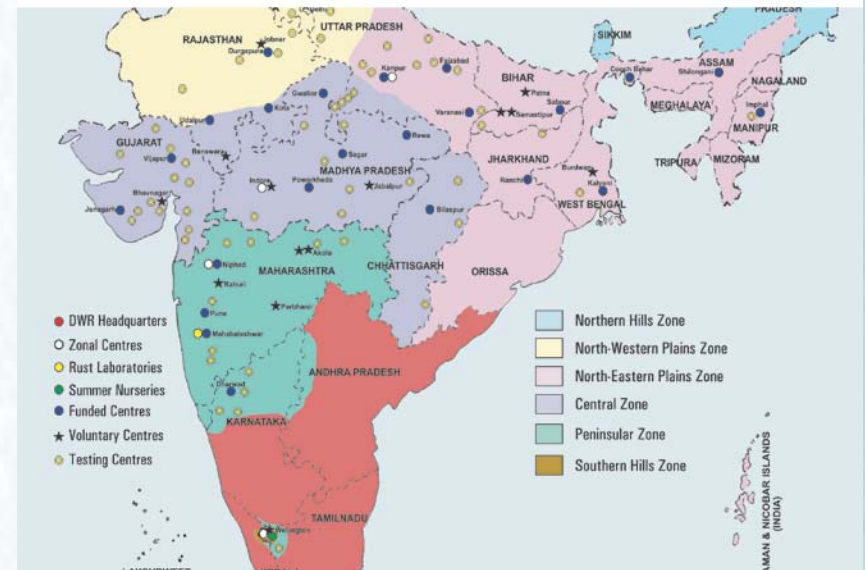 PRADESH
UTTAR PRADESH
RAJASTHAN
SIKKIM
Jobner
Durgapura
ASSAM
Kanpur
Faizabad
Cooch Behar
Shilongani
BIHAR
NAGALAND
Gwalior
Patna
MEGHALAYA
Kota
Varanasi
Sabour
Imphal
Udaipur
Samastipur
MANIPUR
Rewa
GUJARAT
Banswara
Sagar
JHARKHAND
TRIPURA
MIZORAM
Vijapur
MADHYA PRADESH
Burdwan
Indore
Powarkheda
Jabalpur
Ranchi
Kalyani
Bhavnagar
WEST BENGAL
Junagarh
Bilaspur
Akola
Niphad
MAHARASHTRA
CHHATTISGARH
ORISSA
Parbhani
Pune
Mahabaleshwar
DWR Headquarters
Zonal Centres
Rust Laboratories
Summer Nurseries
Funded Centres
Voluntary Centres
Testing Centres
ANDHRA PRADESH
Dharwad
KARNATAKA
Northern Hills Zone
North-Western Plains Zone
North-Eastern Plains Zone
Central Zone
Peninsular Zone
Southern Hills Zone
TAMILNADU
Wellington
AMAN & NICOBAR ISLANDS
(INDIA)